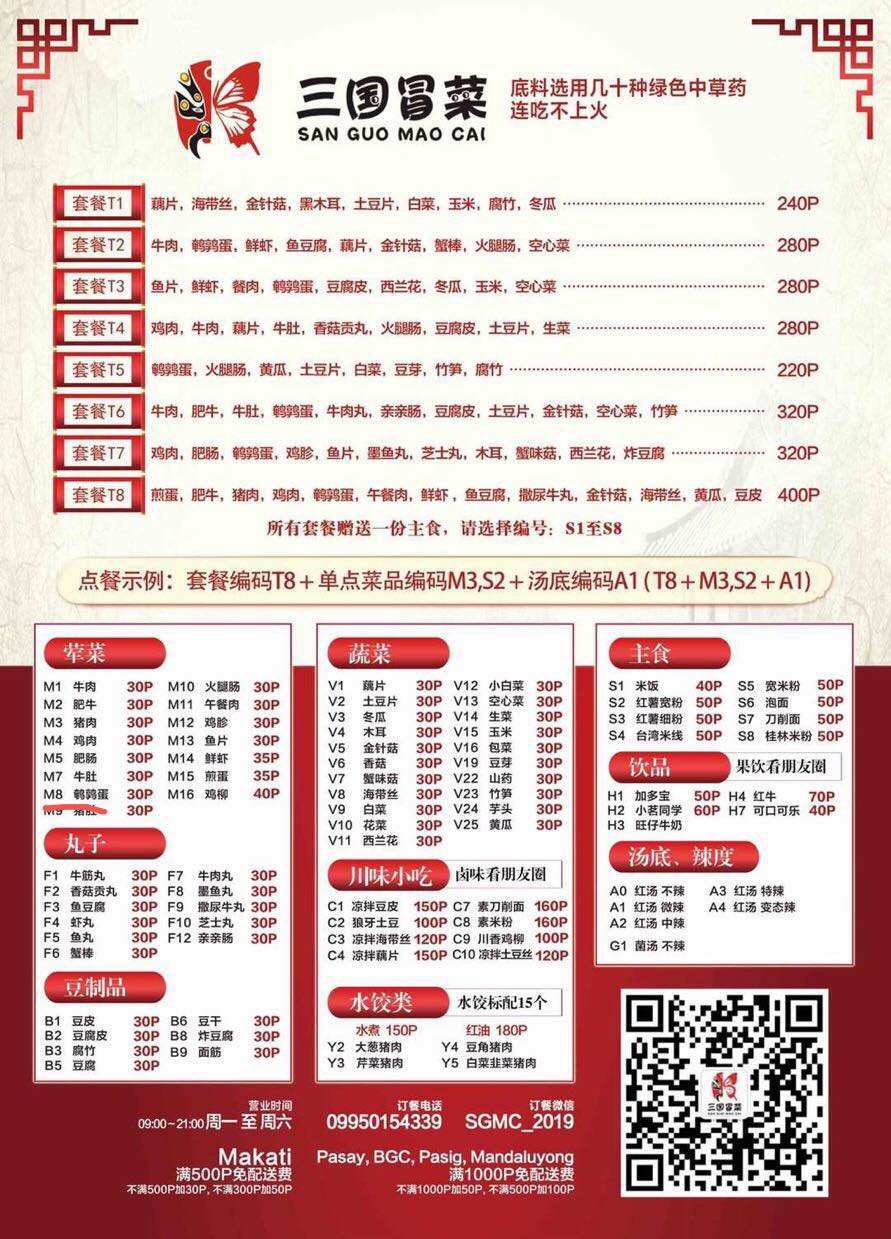 三国冒菜
SAN GUO MAO CAI
底料选用几十种绿色中草药
连吃不上火
套餐T1 藕片，海带丝，金针菇，黑木耳，土豆片，白菜，玉米，腐竹，冬瓜 240P
套餐T2 牛肉，鹌鹑蛋，鲜虾，鱼豆腐，藕片，金针菇，蟹棒，火腿肠，空心菜 280P
套餐T3 鱼片，鲜虾，餐肉，鹌鹑蛋，豆腐皮，西兰花，冬瓜，玉米，空心菜 280P
套餐T4 鸡肉，牛肉，藕片，牛肚，香菇贡丸，火腿肠，豆腐皮，土豆片，生菜 280P
套餐T5 鹌鹑蛋，火腿肠，黄瓜，土豆片，白菜，豆芽，竹笋，腐竹 220P
套餐T6 牛肉，肥牛，牛肚，鹌鹑蛋，牛肉丸，亲亲肠，豆腐皮，土豆片，金针菇，空心菜，竹笋 320P
套餐T7 鸡肉，肥肠，鹌鹑蛋，鸡胗，鱼片，墨鱼丸，芝士丸，木耳，蟹味菇，西兰花，炸豆腐 320P
套餐T8 煎蛋，肥牛，猪肉，鸡肉，鹌鹑蛋，午餐肉，鲜虾，鱼豆腐，撒尿牛丸，金针菇，海带丝，黄瓜，豆皮 400P
所有套餐赠送一份主食，请选择编号：S1至S8
点餐示例：套餐编码T8＋单点菜品编码M3,S2＋汤底编码A1（T8＋M3,S2＋A1）
荤菜
M1 牛肉 30P M10 火腿肠 30P
M2 肥牛 30P M11 午餐肉 30P
M3 猪肉 30P M12 鸡胗 30P
M4 鸡肉 30P M13 鱼片 30P
M5 肥肠 30P M14 鲜虾 35P
M7 牛肚 30P M15 煎蛋 35P
M8 鹌鹑蛋 30P M16 鸡柳 40P
M9 猪肚 30P
丸子
F1 牛筋丸 30P F7 牛肉丸 30P
F2 香菇贡丸 30P F8 墨鱼丸 30P
F3 鱼豆腐 30P F9 撒尿牛丸 30P
F4 虾丸 30P F10 芝士丸 30P
F5 鱼丸 30P F12 亲亲肠 30P
F6 蟹棒 30P
豆制品
B1 豆皮 30P B6 豆干 30P
B2 豆腐皮 30P B8 炸豆腐 30P
B3 腐竹 30P B9 面筋 30P
B5 豆腐 30P
蔬菜
V1 藕片 30P V12 小白菜 30P
V2 土豆片 30P V13 空心菜 30P
V3 冬瓜 30P V14 生菜 30P
V4 木耳 30P V15 玉米 30P
V5 金针菇 30P V16 包菜 30P
V6 香菇 30P V19 豆芽 30P
V7 蟹味菇 30P V22 山药 30P
V8 海带丝 30P V23 竹笋 30P
V9 白菜 30P V24 芋头 30P
V10 花菜 30P V25 黄瓜 30P
V11 西兰花 30P
川味小吃 卤味看朋友圈
C1 凉拌豆皮 150P C7 素刀削面 160P
C2 狼牙土豆 100P C8 素米粉 160P
C3 凉拌海带丝 120P C9 川香鸡柳 100P
C4 凉拌藕片 150P C10 凉拌土豆丝 120P
水饺类 水饺标配15个
水煮 150P 红油 180P
Y2 大葱猪肉 Y4 豆角猪肉
Y3 芹菜猪肉 Y5 白菜韭菜猪肉
主食
S1 米饭 40P S5 宽米粉 50P
S2 红薯宽粉 50P S6 泡面 50P
S3 红薯细粉 50P S7 刀削面 50P
S4 台湾米线 50P S8 桂林米粉 50P
饮品 果饮看朋友圈
H1 加多宝 50P H4 红牛 70P
H2 小茗同学 60P H7 可口可乐 40P
H3 旺仔牛奶
汤底、辣度
A0 红汤 不辣 A3 红汤 特辣
A1 红汤 微辣 A4 红汤 变态辣
A2 红汤 中辣
G1 菌汤 不辣
三国冒菜
SAN GUO MAO CAI
营业时间
09:00~21:00 周一至周六
订餐电话
09950154339
订餐微信
SGMC_2019
Makati
满500P免配送费
不满500P加30P，不满300P加50P
Pasay, BGC, Pasig, Mandaluyong
满1000P免配送费
不满1000P加50P，不满500P加100P